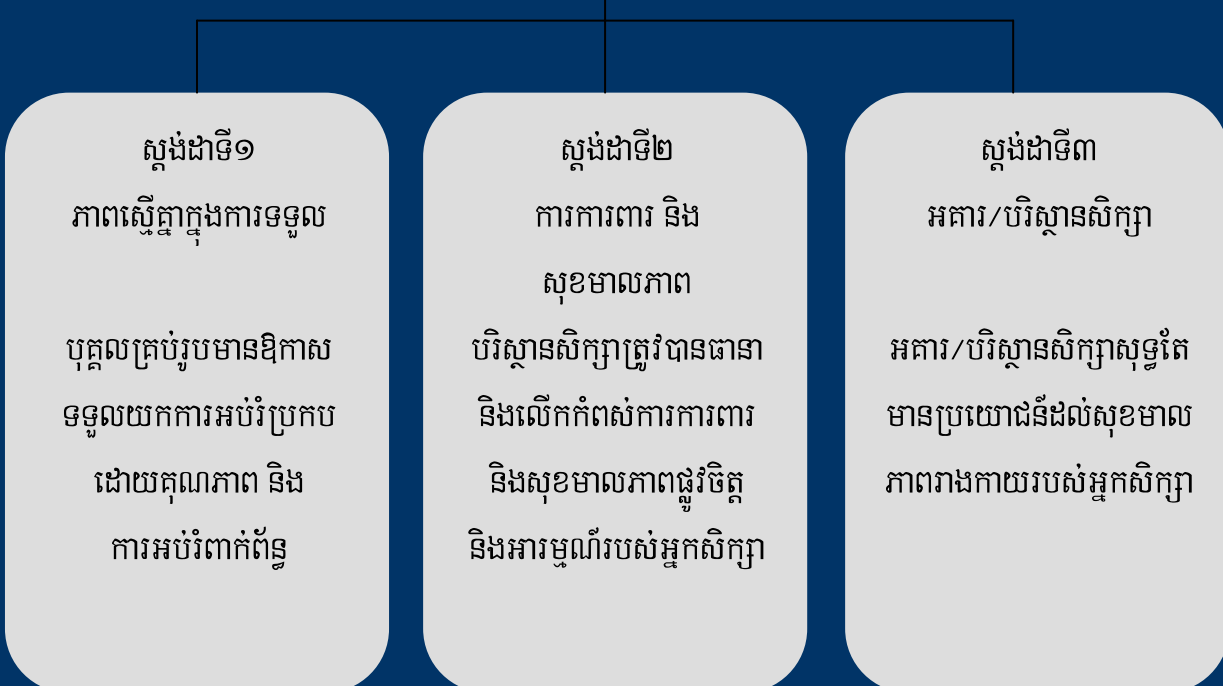 ស្តង់ដាទី១
ភាពស្មើគ្នាក្នុងការទទួល
បុគ្គលគ្រប់រូបមានឱកាស
ទទួលយកការអប់រំប្រកប
ដោយគុណភាព និង
ការអប់រំពាក់ព័ន្ធ
ស្តង់ដាទី២
ការការពារ និង
សុខមាលភាព
បរិស្ថានសិក្សាត្រូវបានធានា
និងលើកកំពស់ការការពារ
និងសុខមាលភាពផ្លូវចិត្ត
និងអារម្មណ៍របស់អ្នកសិក្សា
ស្តង់ដាទី៣
អគារ/បរិស្ថានសិក្សា
អគារ/បរិស្ថានសិក្សាសុទ្ធតែ
មានប្រយោជន៍ដល់សុខមាល
ភាពរាងកាយរបស់អ្នកសិក្សា